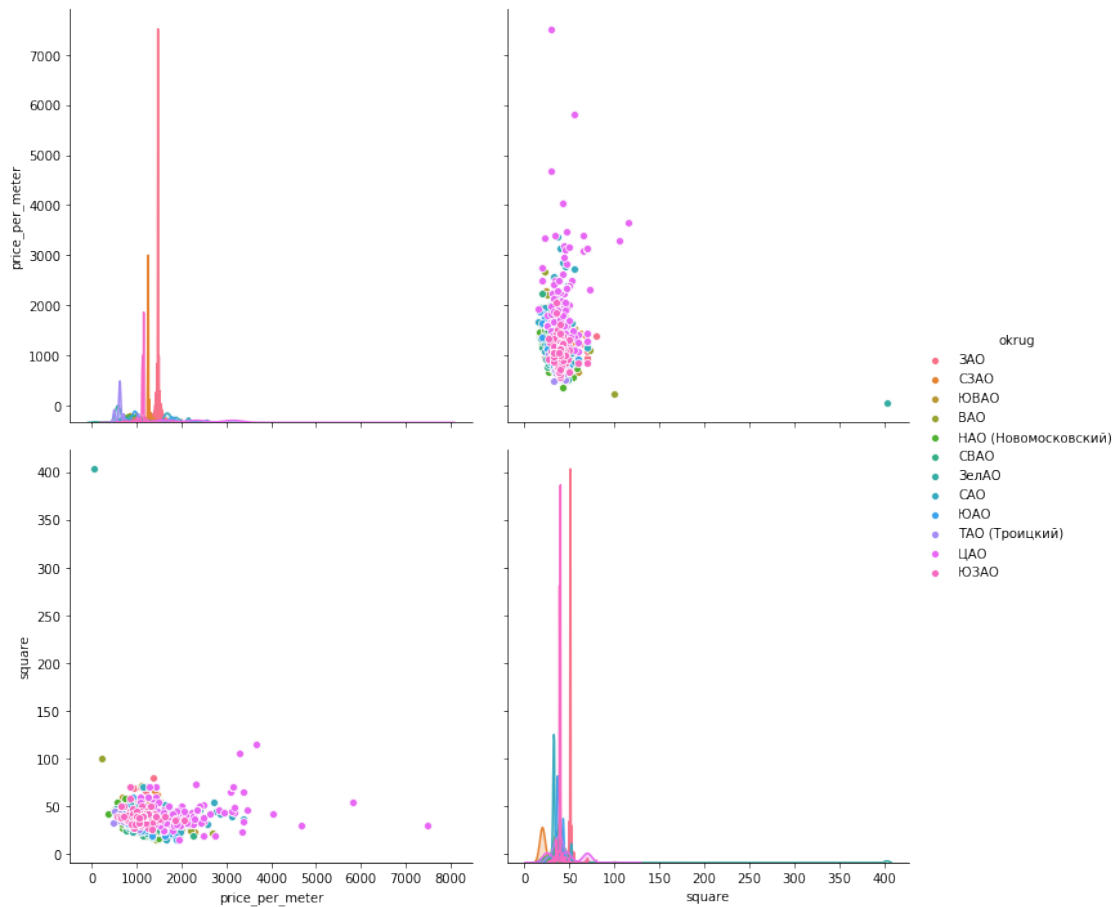 7000
6000
5000
4000
3000
2000
1000
0
price_per_meter
okrug
ЗАО
СЗАО
ЮВАО
ВАО
НАО (Новомосковский)
СВАО
ЗелАО
САО
ЮАО
ТАО (Троицкий)
ЦАО
ЮЗАО
400
350
300
250
200
150
100
50
0
square
0 1000 2000 3000 4000 5000 6000 7000 8000
price_per_meter
0 50 100 150 200 250 300 350 400
square